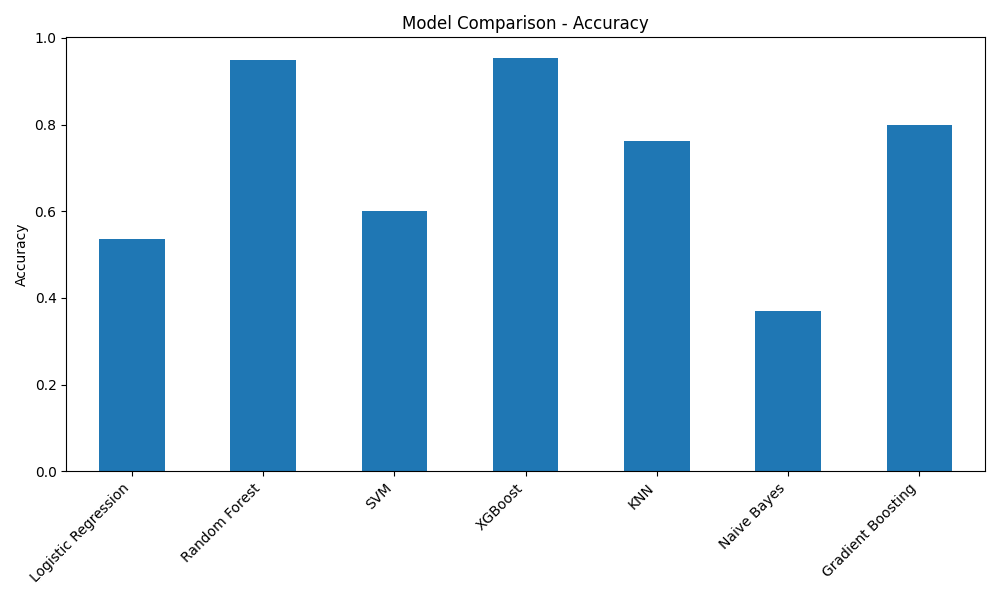 Model Comparison - Accuracy
1.0
0.8
0.6
0.4
0.2
0.0
Accuracy
Logistic Regression
Random Forest
SVM
XGBoost
KNN
Naive Bayes
Gradient Boosting